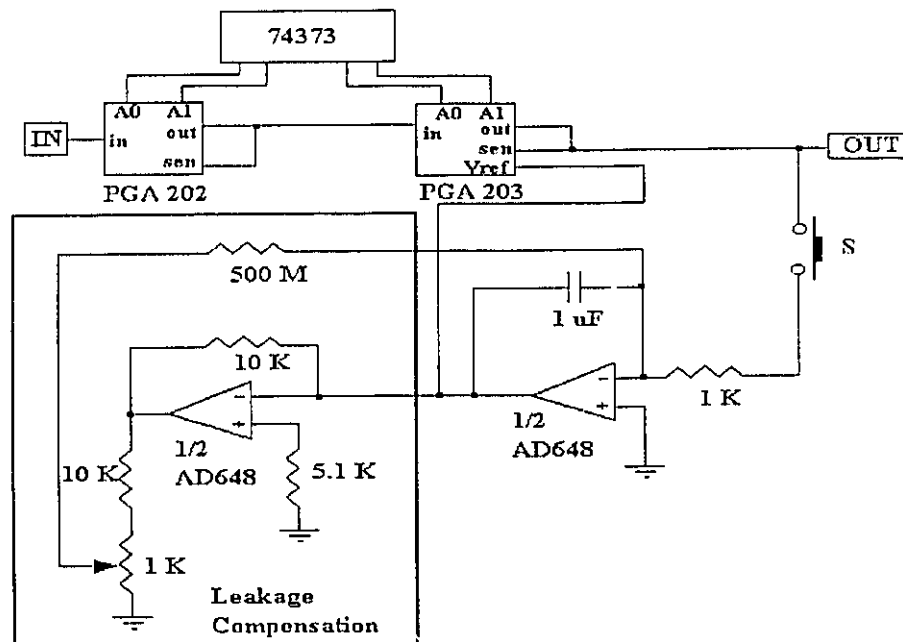 74373
A0 A1
A0 A1
IN
in
out
sen
in
out
sen
Vref
OUT
PGA 202
PGA 203
S
500 M
1 uF
10 K
1 K
-
+
-
+
1/2
AD648
1/2
AD648
10 K
5.1 K
1 K
Leakage
Compensation